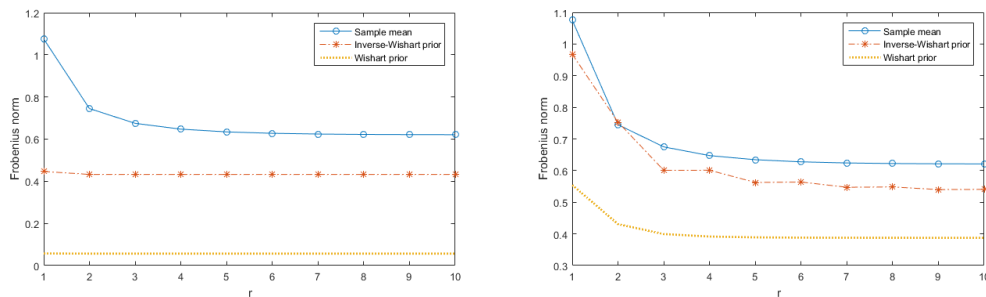 1.2
1
0.8
0.6
0.4
0.2
0
Frobenius norm
1 2 3 4 5 6 7 8 9 10
r
Sample mean
Inverse-Wishart prior
Wishart prior
1.1
1
0.9
0.8
0.7
0.6
0.5
0.4
0.3
Frobenius norm
1 2 3 4 5 6 7 8 9 10
r
Sample mean
Inverse-Wishart prior
Wishart prior